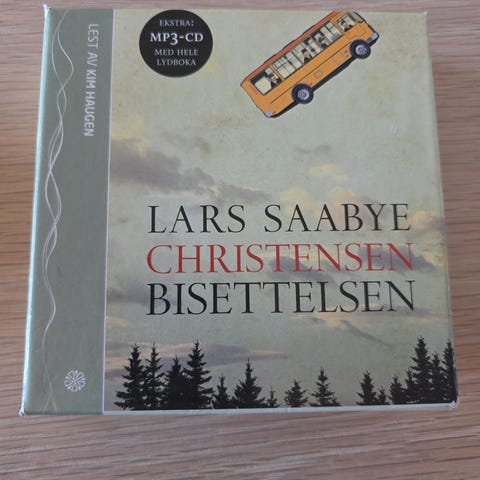 LEST AV KIM HAUGEN
EKSTRA:
MP3-CD
MED HELE
LYDBOKA
LARS SAABYE
CHRISTENSEN
BISETTELSEN